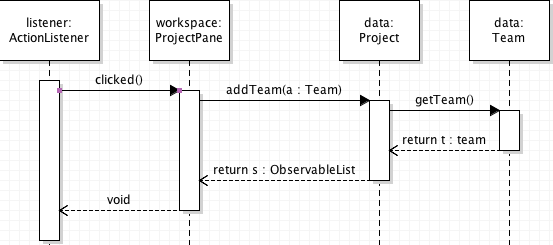 listener:
ActionListener
workspace:
ProjectPane
data:
Project
data:
Team
clicked()
addTeam(a : Team)
getTeam()
return t : team
return s : ObservableList
void